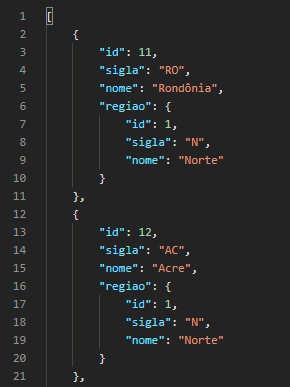 1 [
2 {
3 "id": 11,
4 "sigla": "RO",
5 "nome": "Rondônia",
6 "regiao": {
7 "id": 1,
8 "sigla": "N",
9 "nome": "Norte"
10 }
11 },
12 {
13 "id": 12,
14 "sigla": "AC",
15 "nome": "Acre",
16 "regiao": {
17 "id": 1,
18 "sigla": "N",
19 "nome": "Norte"
20 }
21 },